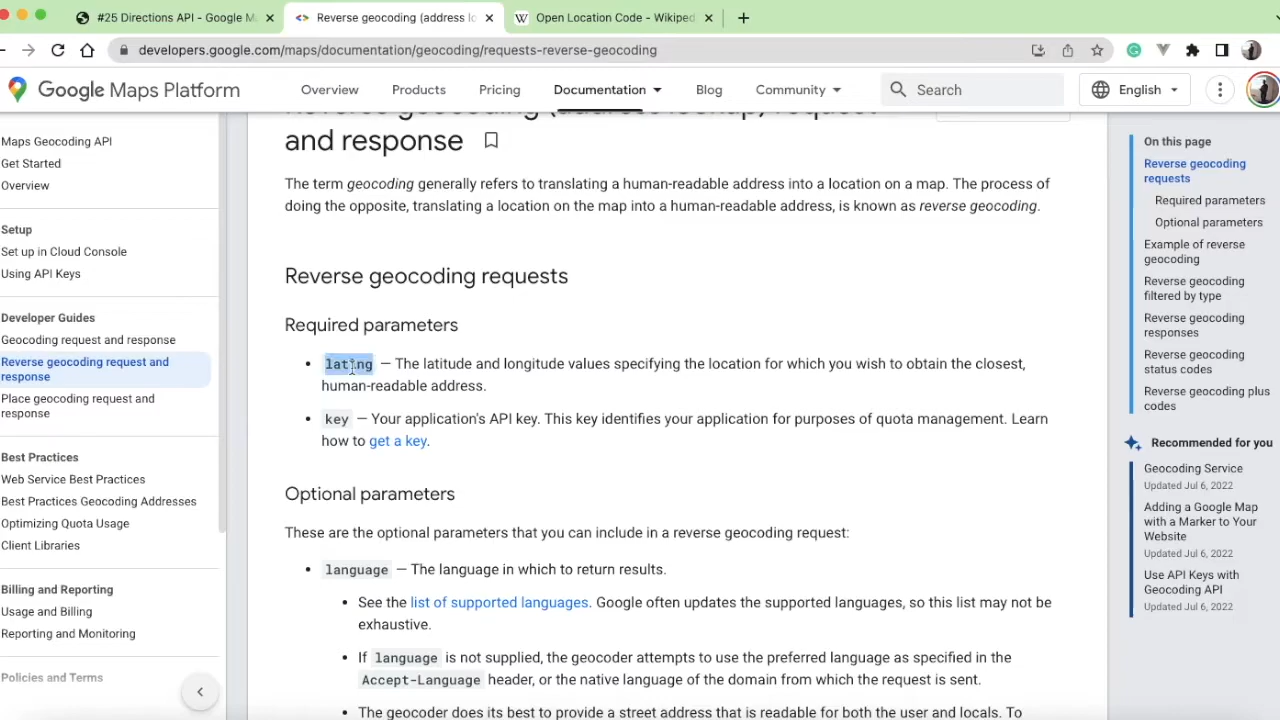 #25 Directions API - Google M
Reverse geocoding (address lo
Open Location Code - Wikiped
developers.google.com/maps/documentation/geocoding/requests-reverse-geocoding
Google Maps Platform
Overview
Products
Pricing
Documentation
Blog
Community
Search
English
Maps Geocoding API
Get Started
Overview
Setup
Set up in Cloud Console
Using API Keys
Developer Guides
Geocoding request and response
Reverse geocoding request and
response
Place geocoding request and
response
Best Practices
Web Service Best Practices
Best Practices Geocoding Addresses
Optimizing Quota Usage
Client Libraries
Billing and Reporting
Usage and Billing
Reporting and Monitoring
Policies and Terms
Reverse geocoding (address lookup) request
and response
The term geocoding generally refers to translating a human-readable address into a location on a map. The process of
doing the opposite, translating a location on the map into a human-readable address, is known as reverse geocoding.
Reverse geocoding requests
Required parameters
• latlng — The latitude and longitude values specifying the location for which you wish to obtain the closest,
human-readable address.
• key — Your application's API key. This key identifies your application for purposes of quota management. Learn
how to get a key.
Optional parameters
These are the optional parameters that you can include in a reverse geocoding request:
• language — The language in which to return results.
• See the list of supported languages. Google often updates the supported languages, so this list may not be
exhaustive.
• If language is not supplied, the geocoder attempts to use the preferred language as specified in the
Accept-Language header, or the native language of the domain from which the request is sent.
• The geocoder does its best to provide a street address that is readable for both the user and locals. To
On this page
Reverse geocoding
requests
Required parameters
Optional parameters
Example of reverse
geocoding
Reverse geocoding
filtered by type
Reverse geocoding
responses
Reverse geocoding
status codes
Reverse geocoding plus
codes
Recommended for you
Geocoding Service
Updated Jul 6, 2022
Adding a Google Map
with a Marker to Your
Website
Updated Jul 6, 2022
Use API Keys with
Geocoding API
Updated Jul 6, 2022